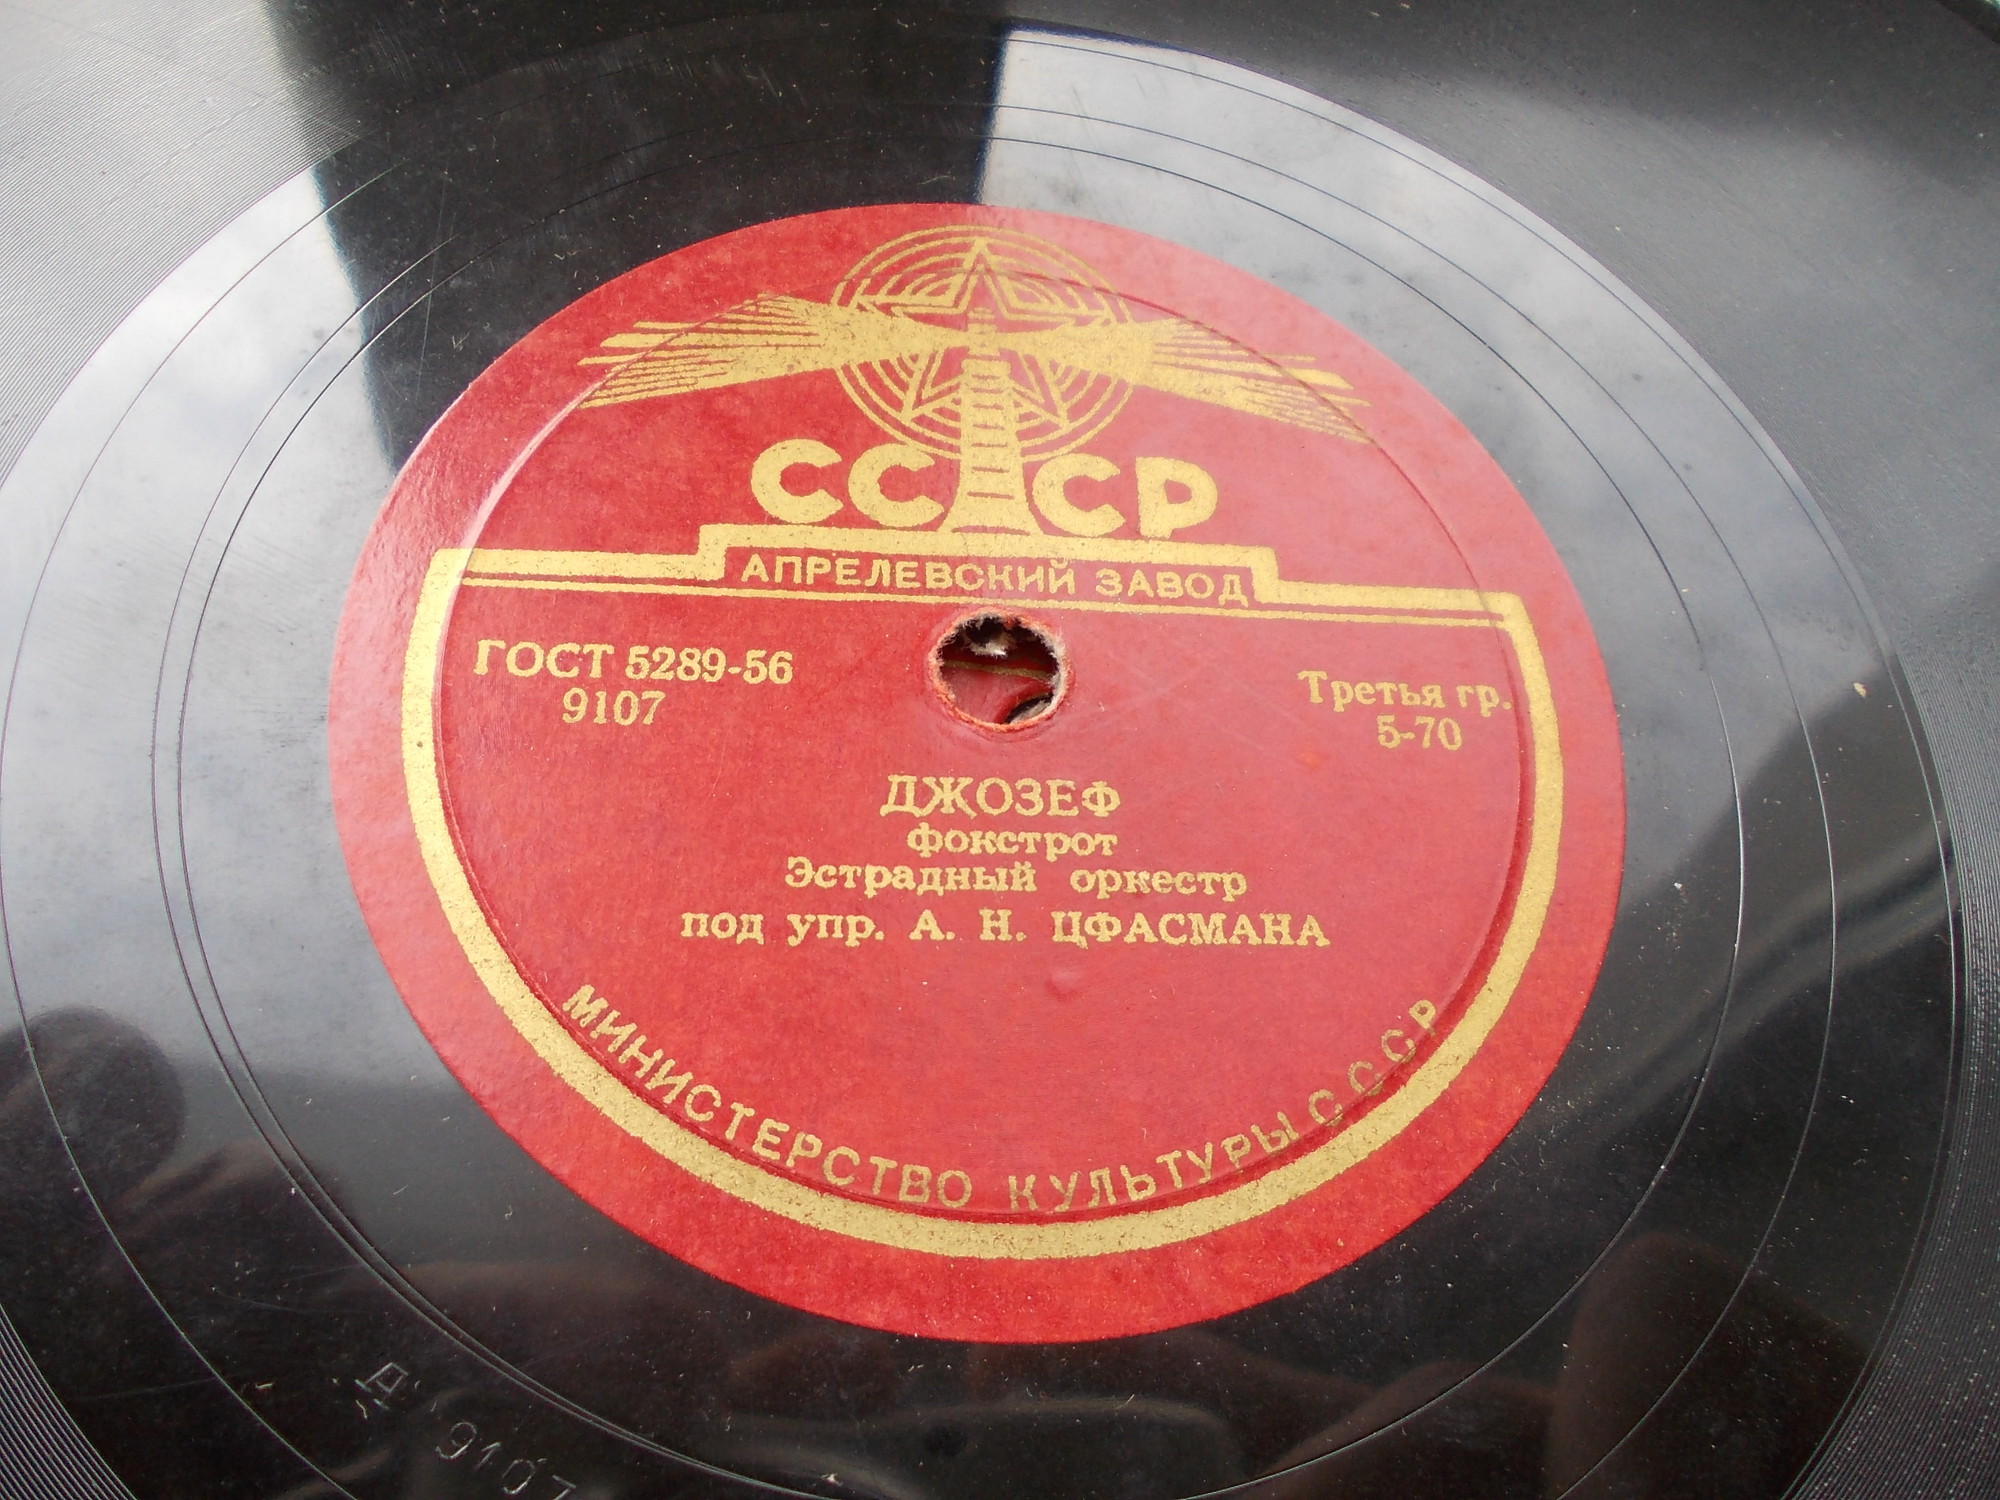 СССР
АПРЕЛЕВСКИЙ ЗАВОД
ГОСТ 5289-56
9107
Третья гр.
5-70
ДЖОЗЕФ
фокстрот
Эстрадный оркестр
под упр. А. Н. ЦФАСМАНА
МИНИСТЕРСТВО КУЛЬТУРЫ СССР
Д 9107